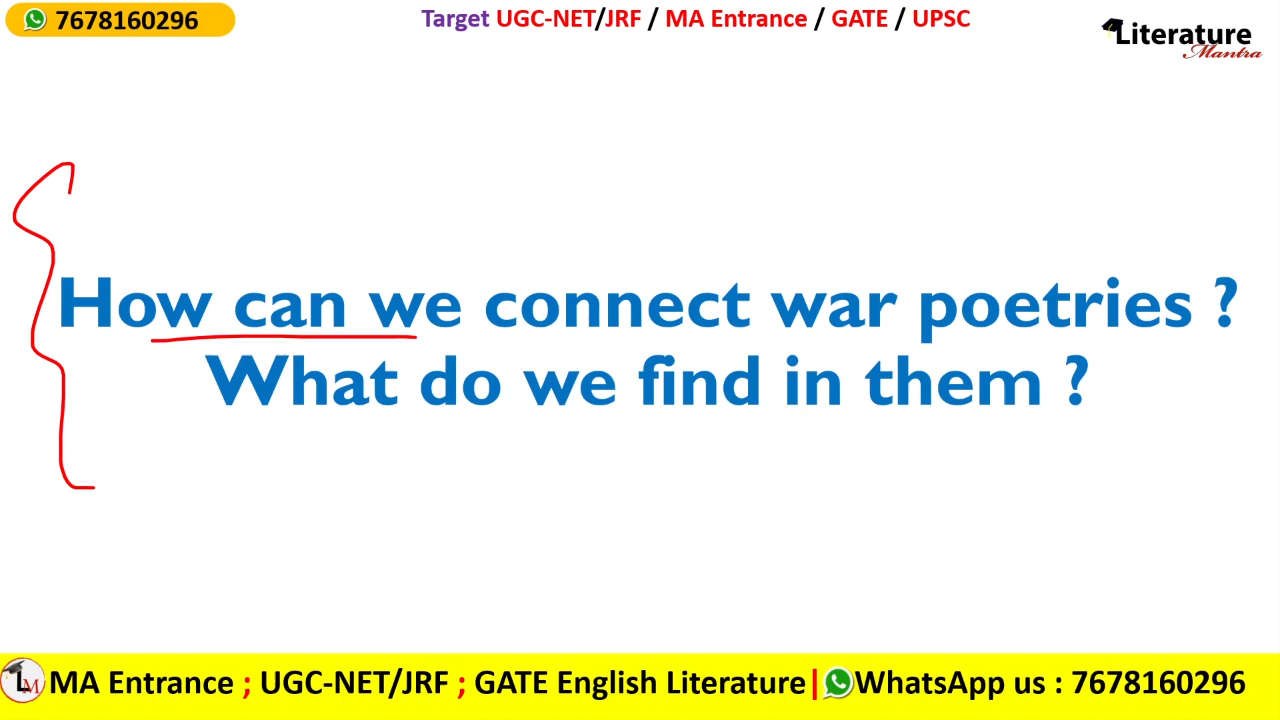 7678160296
Target UGC-NET/JRF / MA Entrance / GATE / UPSC
Literature
Mantra
How can we connect war poetries ?
What do we find in them ?
LM
MA Entrance ; UGC-NET/JRF ; GATE English Literature|WhatsApp us : 7678160296